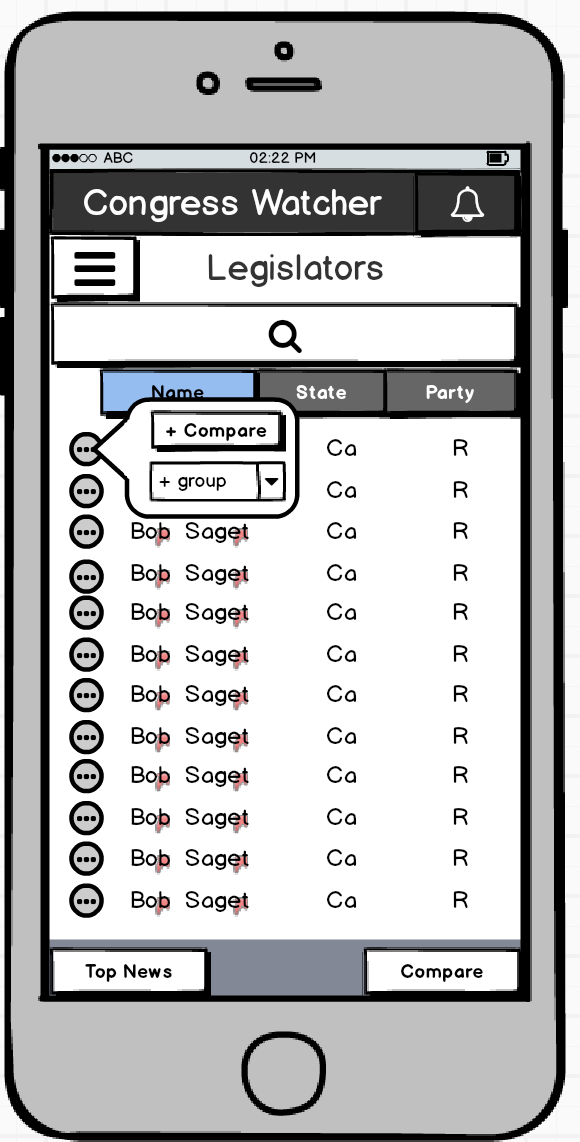 ABC 02:22 PM
Congress Watcher
Legislators
Name State Party
+ Compare
Ca R
+ group
Ca R
Bob Saget Ca R
Bob Saget Ca R
Bob Saget Ca R
Bob Saget Ca R
Bob Saget Ca R
Bob Saget Ca R
Bob Saget Ca R
Bob Saget Ca R
Bob Saget Ca R
Bob Saget Ca R
Top News Compare